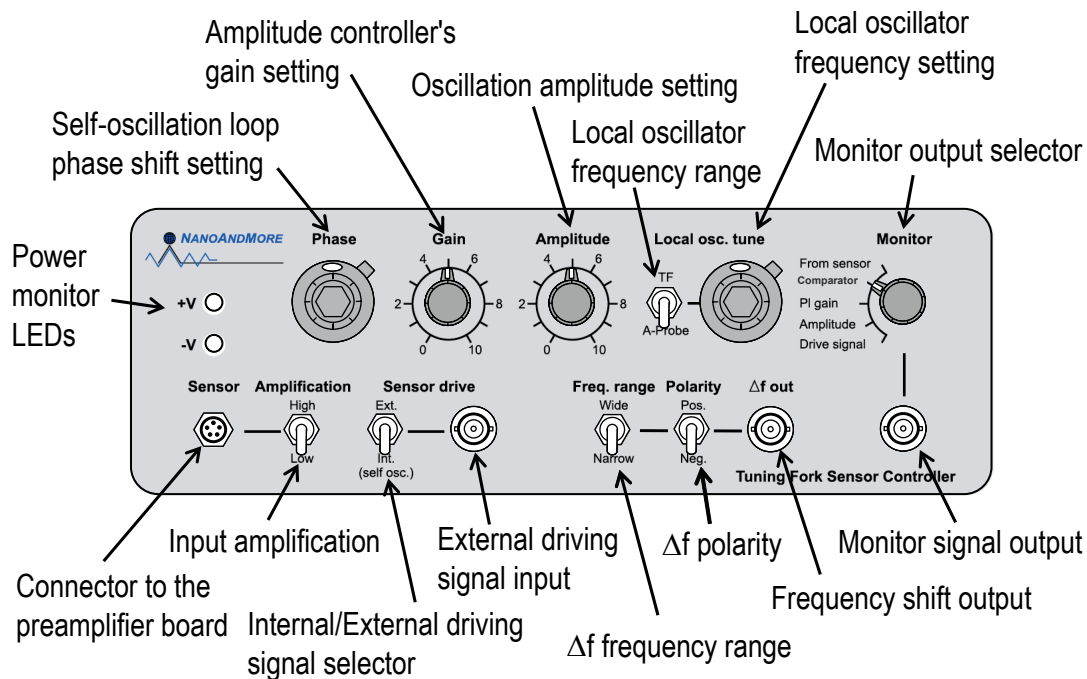 Amplitude controller's
gain setting
Local oscillator
frequency setting
Oscillation amplitude setting
Self-oscillation loop
phase shift setting
Local oscillator
frequency range
Monitor output selector
Power
monitor
LEDs
NANOANDMORE
Phase
Gain
Amplitude
Local osc. tune
Monitor
+V
-V
4 6
2 8
0 10
4 6
2 8
0 10
TF
A-Probe
From sensor
Comparator
PI gain
Amplitude
Drive signal
Sensor
Amplification
Sensor drive
Freq. range
Polarity
Δf out
High
Low
Ext.
Int.
(self osc.)
Wide
Narrow
Pos.
Neg.
Tuning Fork Sensor Controller
Input amplification
External driving
signal input
Δf polarity
Monitor signal output
Connector to the
preamplifier board
Internal/External driving
signal selector
Δf frequency range
Frequency shift output